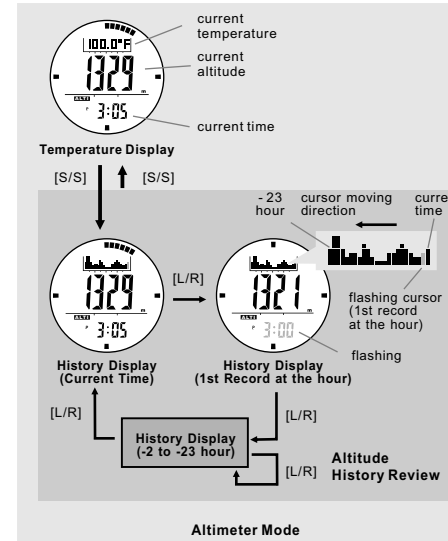 current
temperature
100.0°F
current
altitude
1329
m
ALTI
P 3:05
current time
Temperature Display
[S/S] [S/S]
- 23
hour
cursor moving
direction
curre
time
[L/R]
1329
m
ALTI
P 3:05
1321
m
ALTI
P 3:00
flashing cursor
(1st record
at the hour)
flashing
History Display
(Current Time)
History Display
(1st Record at the hour)
[L/R]
[L/R]
History Display
(-2 to -23 hour)
[L/R]
Altitude
History Review
Altimeter Mode